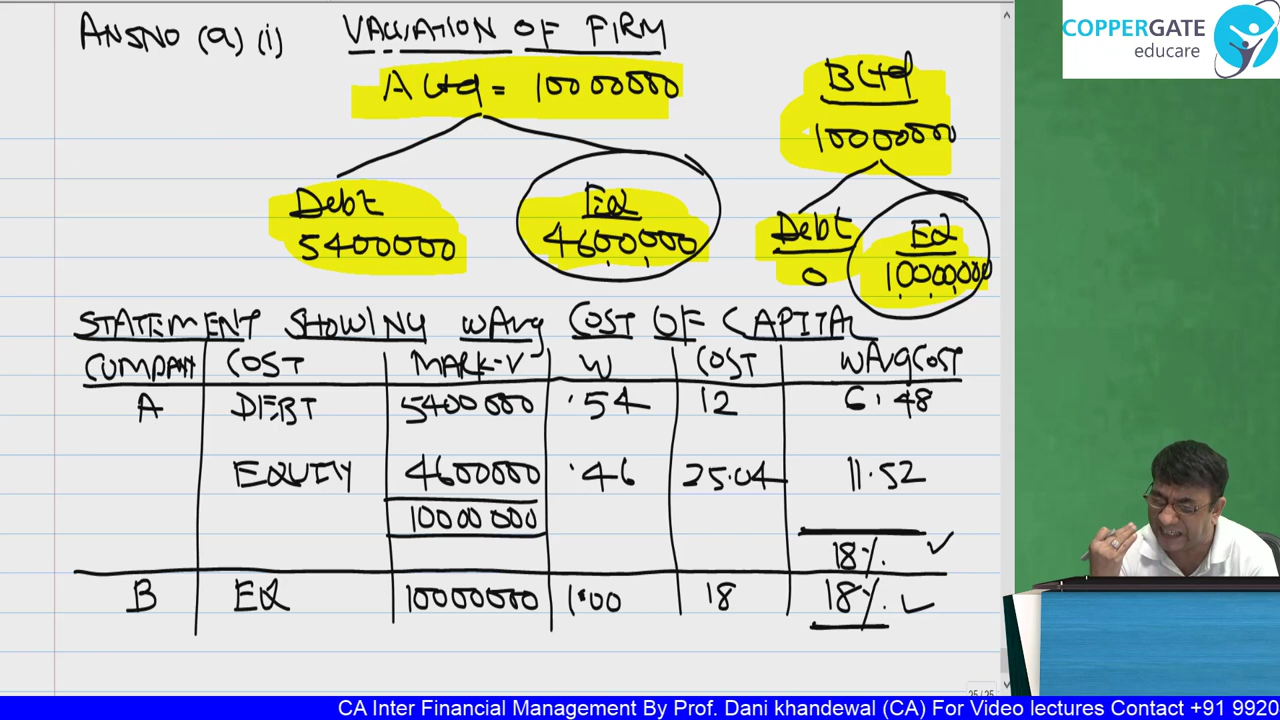 ANSNO (a) (i) VALUATION OF FIRM
COPPERGATE
educare
A Ltd = 10000000
B Ltd
10000000
Debt
5400000
EQ
4600000
Debt
0
EQ
10000000
STATEMENT SHOWING WAvg COST OF CAPITAL
COMPANY COST MARK-V W COST WAvgCOST
A DEBT 5400000 .54 12 6.48
EQUITY 4600000 .46 25.04 11.52
10000000
18%. ✓
B EQ 10000000 1.00 18 18%. ✓
25/25
CA Inter Financial Management By Prof. Dani khandewal (CA) For Video lectures Contact +91 9920